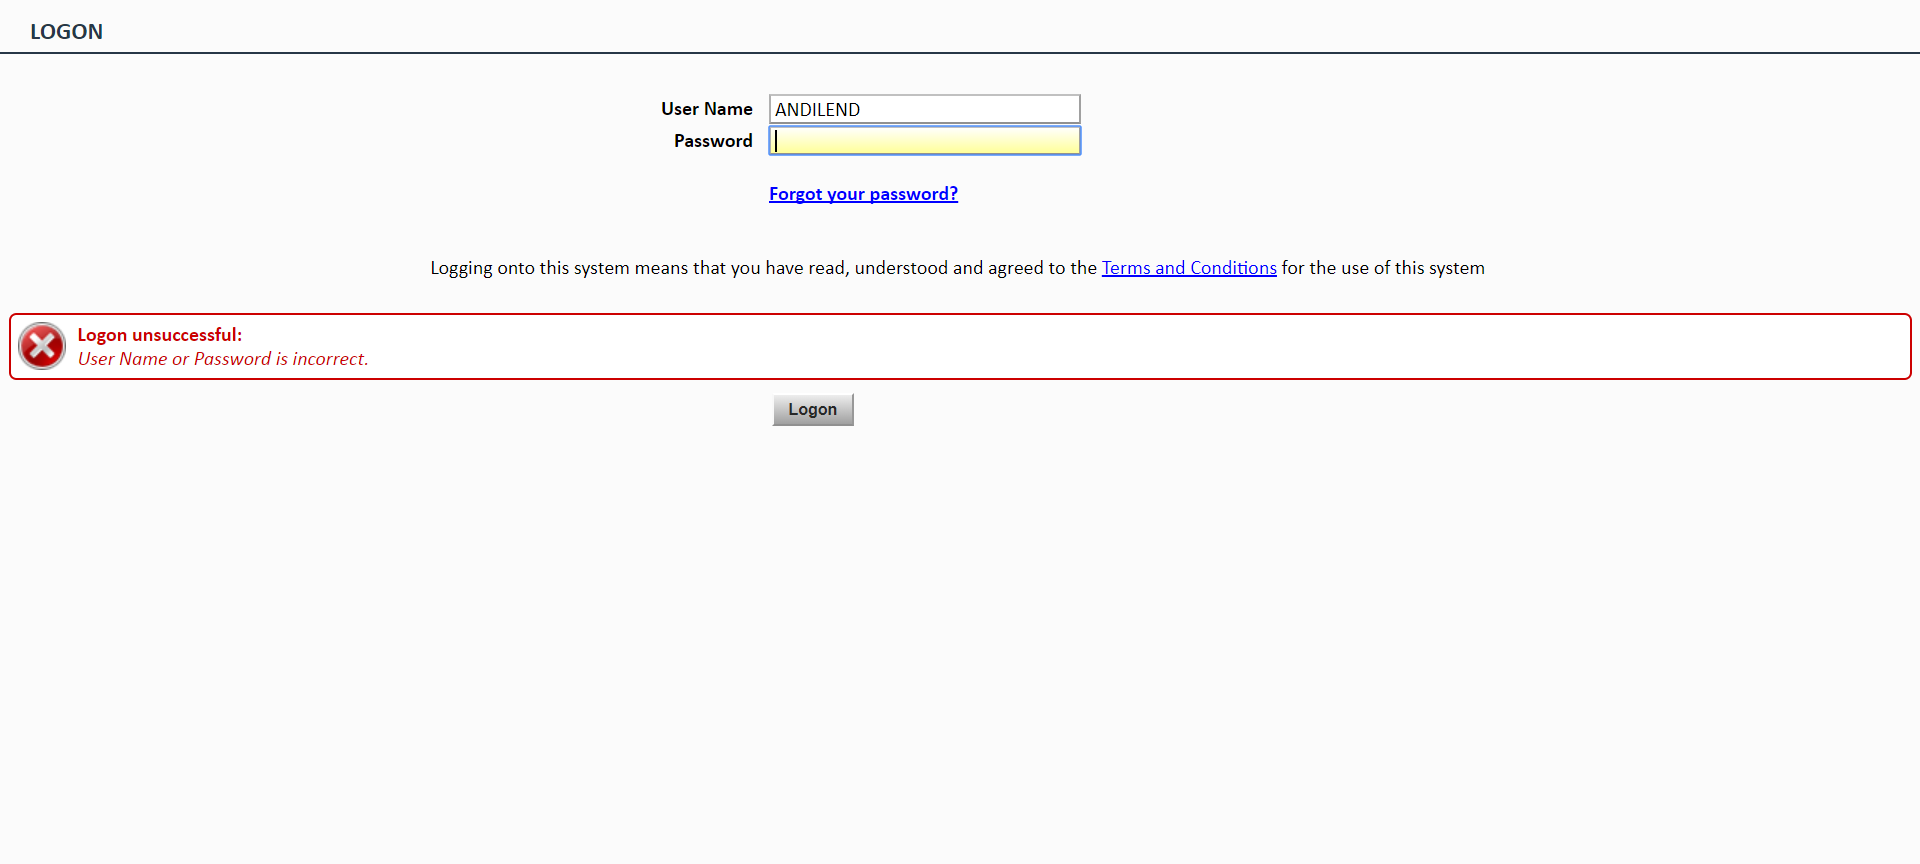 LOGON
User Name ANDILEND
Password
Forgot your password?
Logging onto this system means that you have read, understood and agreed to the Terms and Conditions for the use of this system
Logon unsuccessful:
User Name or Password is incorrect.
Logon